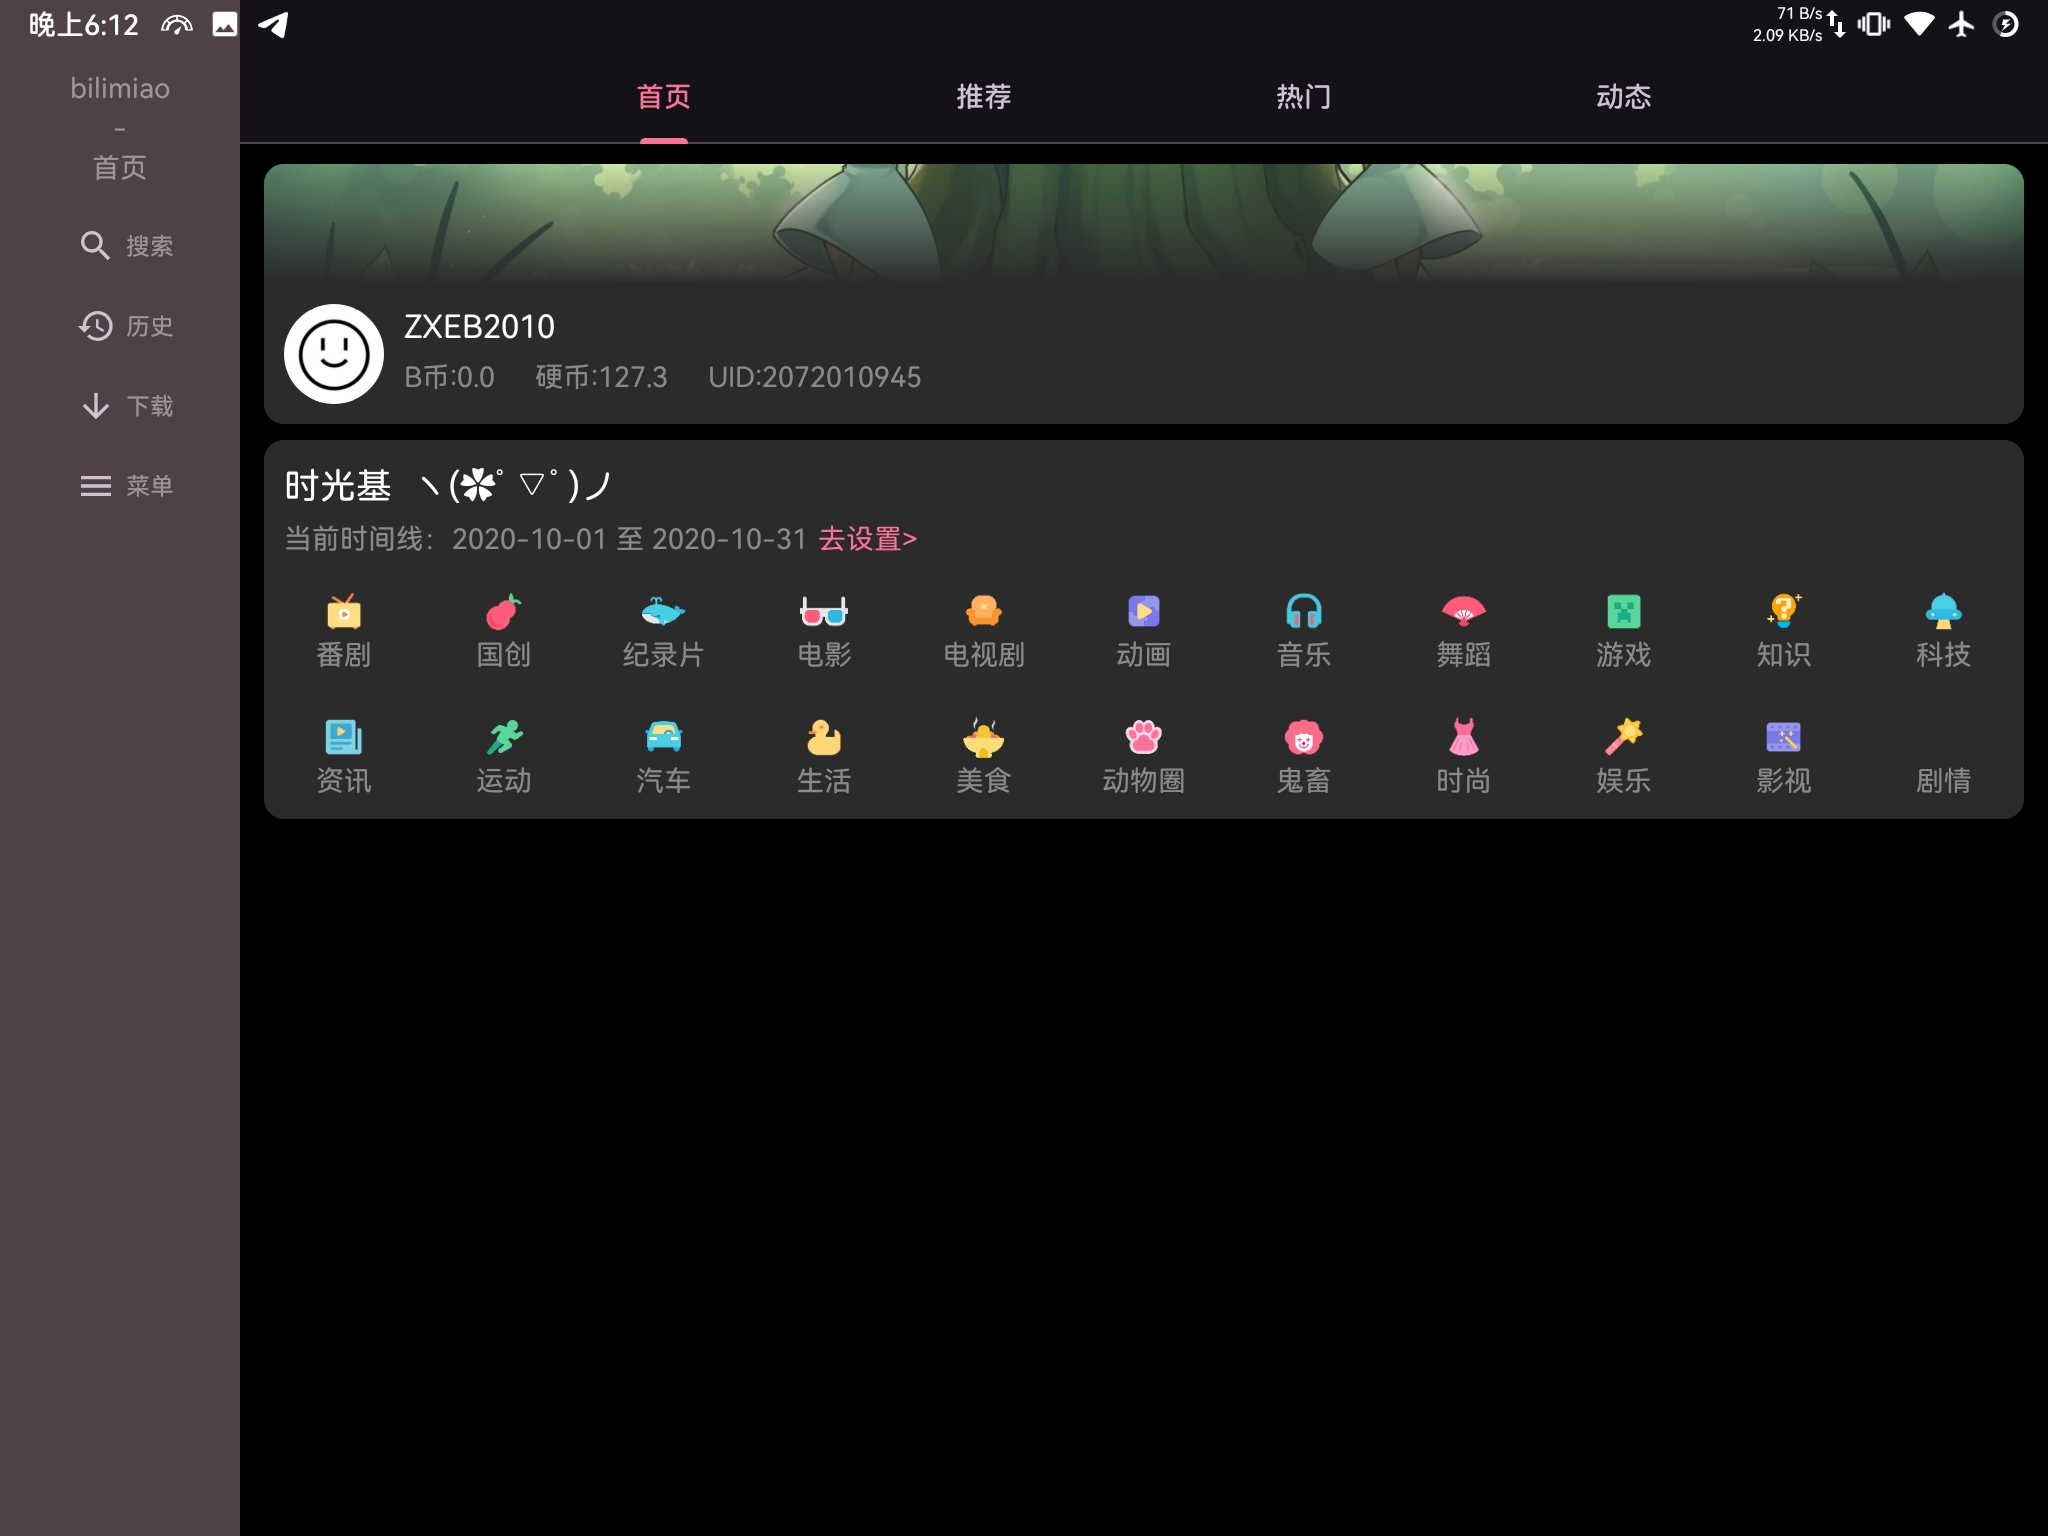 晚上6:12
71 B/s
2.09 KB/s
bilimiao
-
首页
搜索
历史
下载
菜单
首页 推荐 热门 动态
ZXEB2010
B币:0.0 硬币:127.3 UID:2072010945
时光基 ヽ(✿ﾟ▽ﾟ)ノ
当前时间线：2020-10-01 至 2020-10-31 去设置>
番剧 国创 纪录片 电影 电视剧 动画 音乐 舞蹈 游戏 知识 科技
资讯 运动 汽车 生活 美食 动物圈 鬼畜 时尚 娱乐 影视 剧情